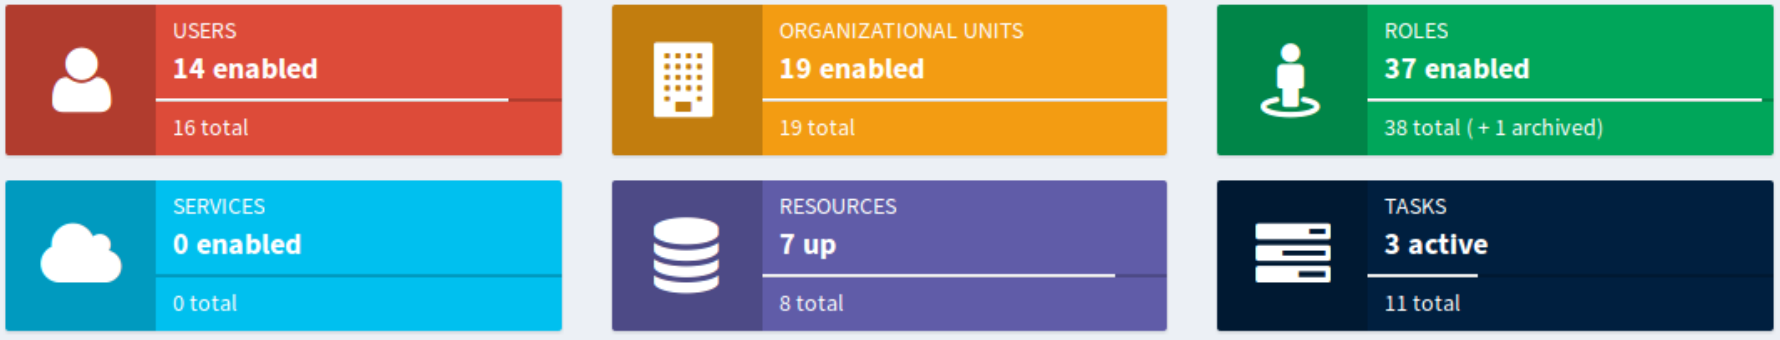 USERS
14 enabled
16 total
ORGANIZATIONAL UNITS
19 enabled
19 total
ROLES
37 enabled
38 total ( + 1 archived)
SERVICES
0 enabled
0 total
RESOURCES
7 up
8 total
TASKS
3 active
11 total